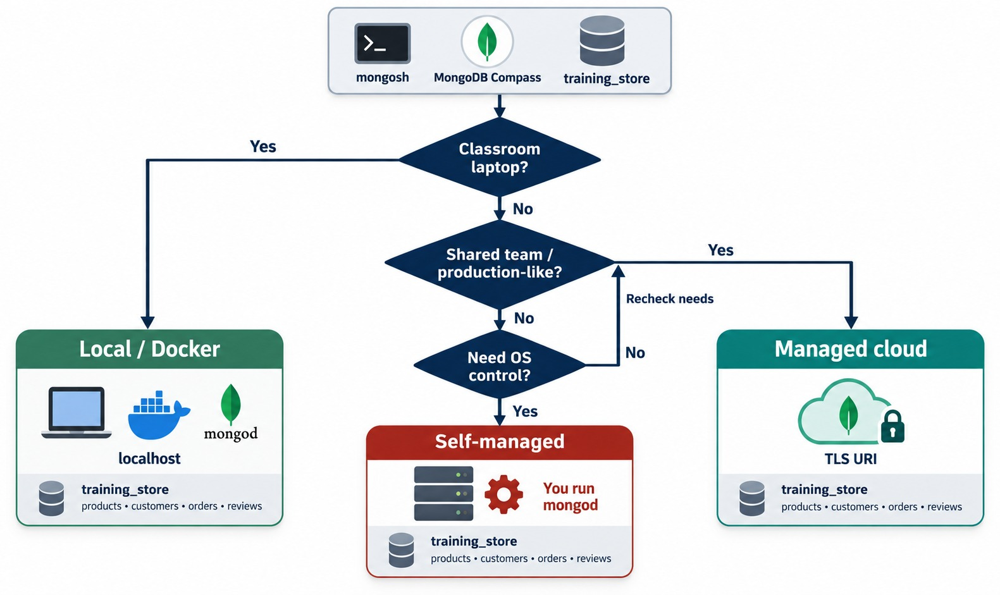 >_
mongosh
MongoDB Compass
training_store
Classroom
laptop?
Yes
No
Shared team /
production-like?
Yes
No
Recheck needs
Need OS
control?
No
Yes
Local / Docker
mongod
localhost
training_store
products • customers • orders • reviews
Self-managed
You run
mongod
training_store
products • customers • orders • reviews
Managed cloud
TLS URI
training_store
products • customers • orders • reviews